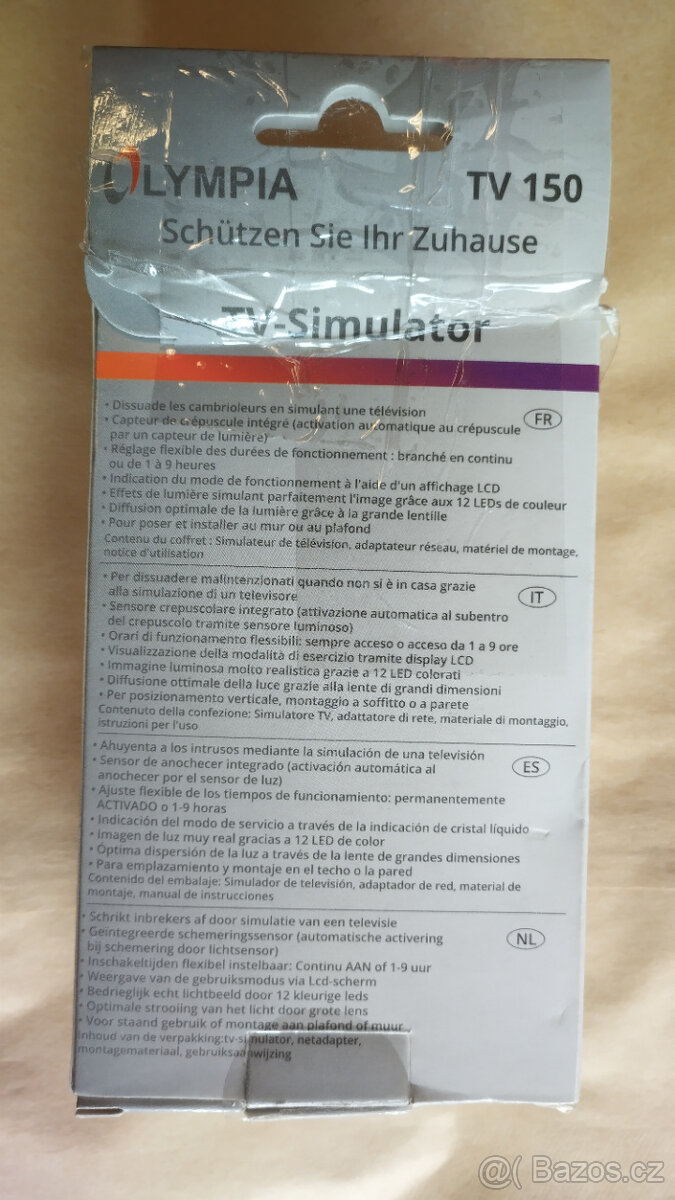 OLYMPIA TV 150
Schützen Sie Ihr Zuhause
TV-Simulator
• Dissuade les cambrioleurs en simulant une télévision
FR
• Capteur de crépuscule intégré (activation automatique au crépuscule
par un capteur de lumière)
• Réglage flexible des durées de fonctionnement : branché en continu
ou de 1 à 9 heures
• Indication du mode de fonctionnement à l'aide d'un affichage LCD
• Effets de lumière simulant parfaitement l'image grâce aux 12 LEDs de couleur
• Diffusion optimale de la lumière grâce à la grande lentille
• Pour poser et installer au mur ou au plafond
Contenu du coffret : Simulateur de télévision, adaptateur réseau, matériel de montage,
notice d'utilisation
• Per dissuadere malintenzionati quando non si è in casa grazie
alla simulazione di un televisore
IT
• Sensore crepuscolare integrato (attivazione automatica al subentro
del crepuscolo tramite sensore luminoso)
• Orari di funzionamento flessibili: sempre acceso o acceso da 1 a 9 ore
• Visualizzazione della modalità di esercizio tramite display LCD
• Immagine luminosa molto realistica grazie a 12 LED colorati
• Diffusione ottimale della luce grazie alla lente di grandi dimensioni
• Per posizionamento verticale, montaggio a soffitto o a parete
Contenuto della confezione: Simulatore TV, adattatore di rete, materiale di montaggio,
istruzioni per l'uso
• Ahuyenta a los intrusos mediante la simulación de una televisión
ES
• Sensor de anochecer integrado (activación automática al
anochecer por el sensor de luz)
• Ajuste flexible de los tiempos de funcionamiento: permanentemente
ACTIVADO o 1-9 horas
• Indicación del modo de servicio a través de la indicación de cristal líquido
• Imagen de luz muy real gracias a 12 LED de color
• Óptima dispersión de la luz a través de la lente de grandes dimensiones
• Para emplazamiento y montaje en el techo o la pared
Contenido del embalaje: Simulador de televisión, adaptador de red, material de
montaje, manual de instrucciones
• Schrikt inbrekers af door simulatie van een televisie
NL
• Geïntegreerde schemeringssensor (automatische activering
bij schemering door lichtsensor)
• Inschakeltijden flexibel instelbaar: Continu AAN of 1-9 uur
• Weergave van de gebruiksmodus via Lcd-scherm
• Bedrieglijk echt lichtbeeld door 12 kleurige leds
• Optimale strooiing van het licht door grote lens
• Voor staand gebruik of montage aan plafond of muur
Inhoud van de verpakking:tv-simulator, netadapter,
montagemateriaal, gebruiksaanwijzing
© Bazos.cz